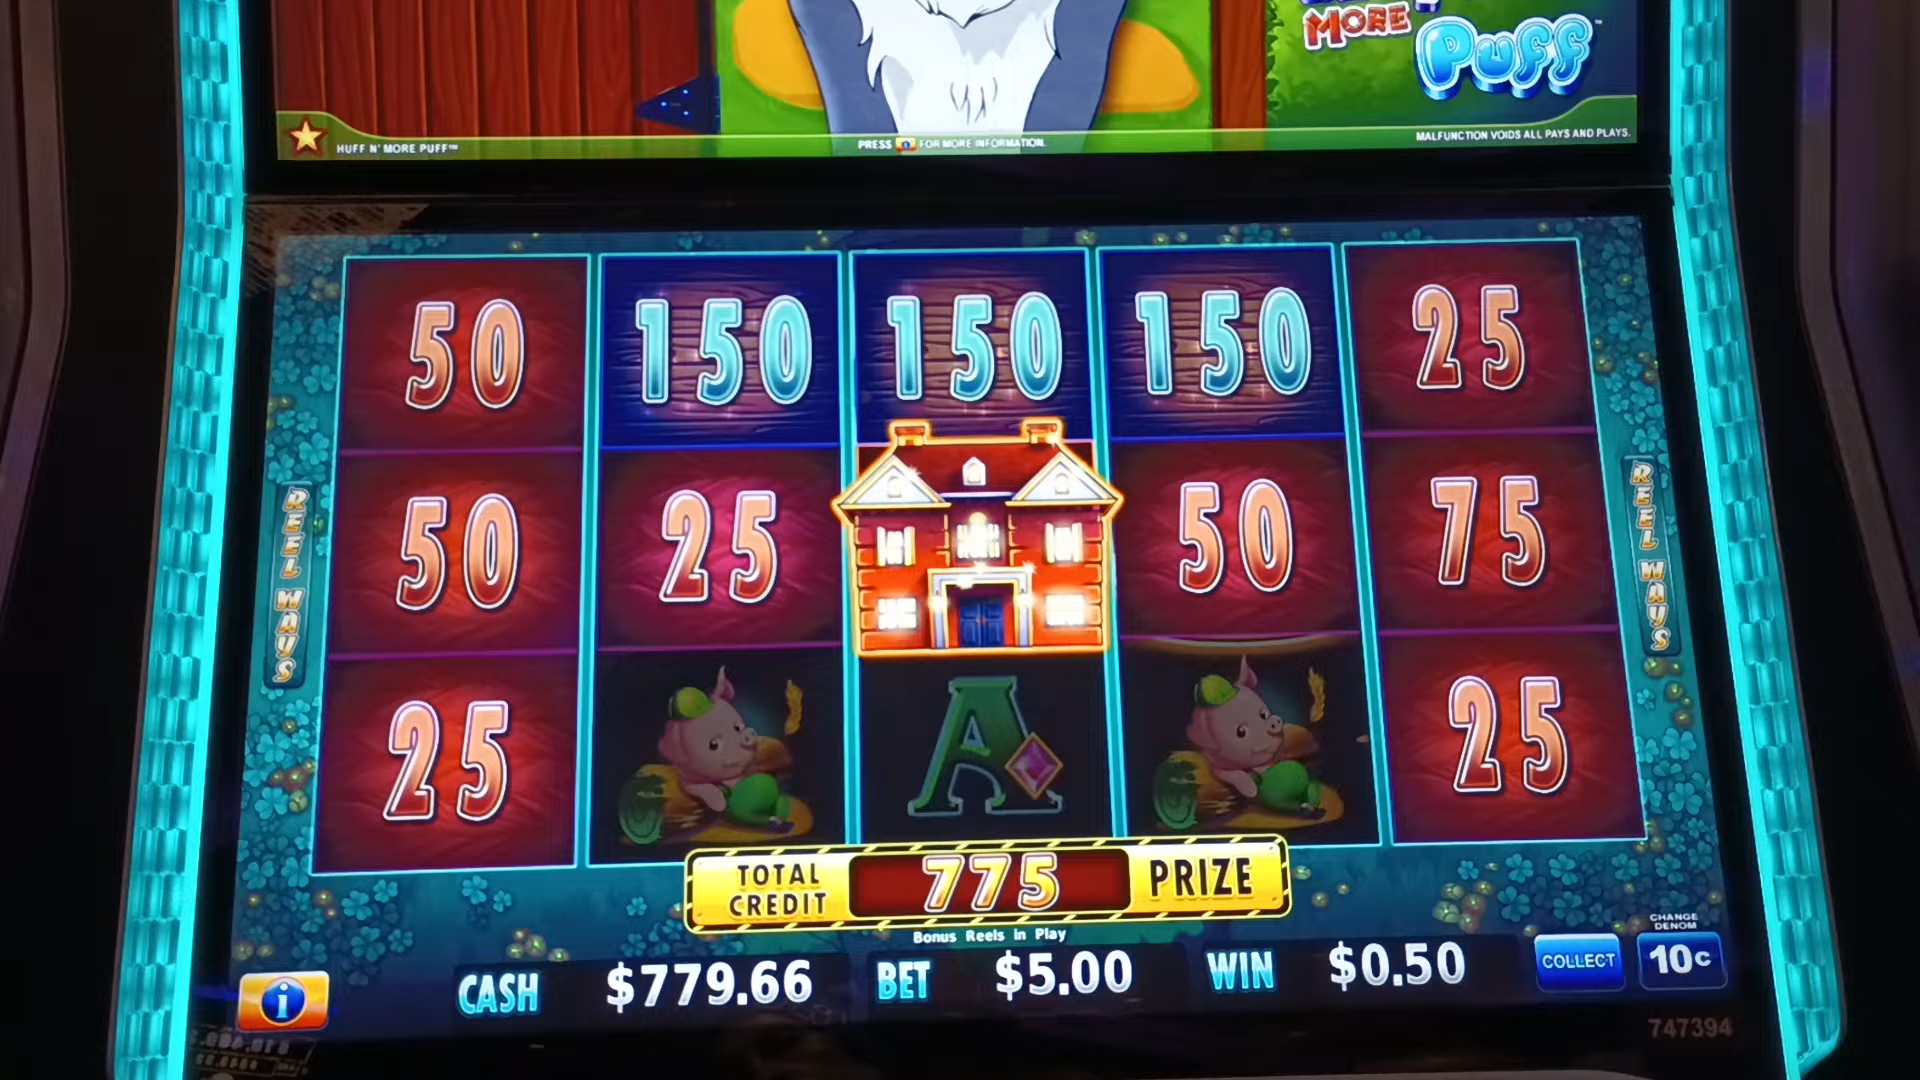 MORE
Puff™
HUFF N' MORE PUFF™
PRESS i FOR MORE INFORMATION.
MALFUNCTION VOIDS ALL PAYS AND PLAYS.
50 150 150 150 25
50 25 50 75
25 A 25
REEL WAYS
REEL WAYS
TOTAL CREDIT 775 PRIZE
Bonus Reels in Play
CHANGE DENOM
i CASH $779.66 BET $5.00 WIN $0.50 COLLECT 10¢
747394